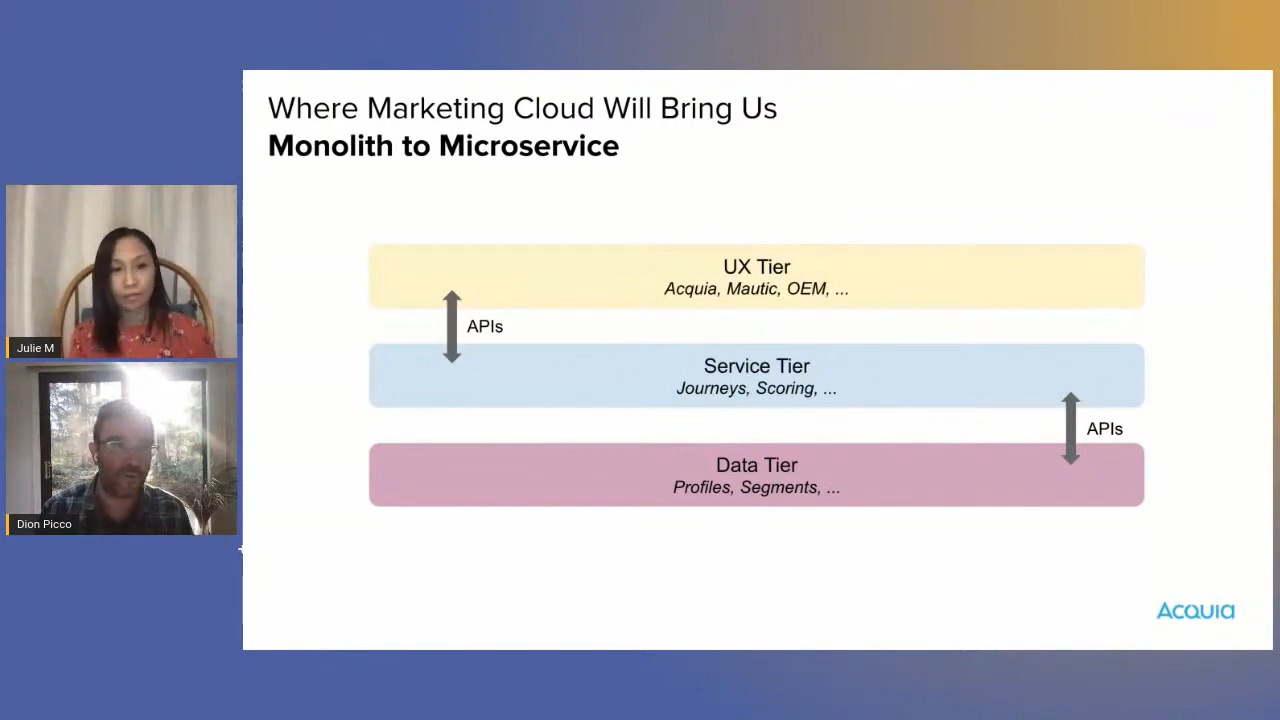 Where Marketing Cloud Will Bring Us
Monolith to Microservice
UX Tier
Acquia, Mautic, OEM, ...
APIs
Service Tier
Journeys, Scoring, ...
APIs
Data Tier
Profiles, Segments, ...
Acquia
Julie M
Dion Picco